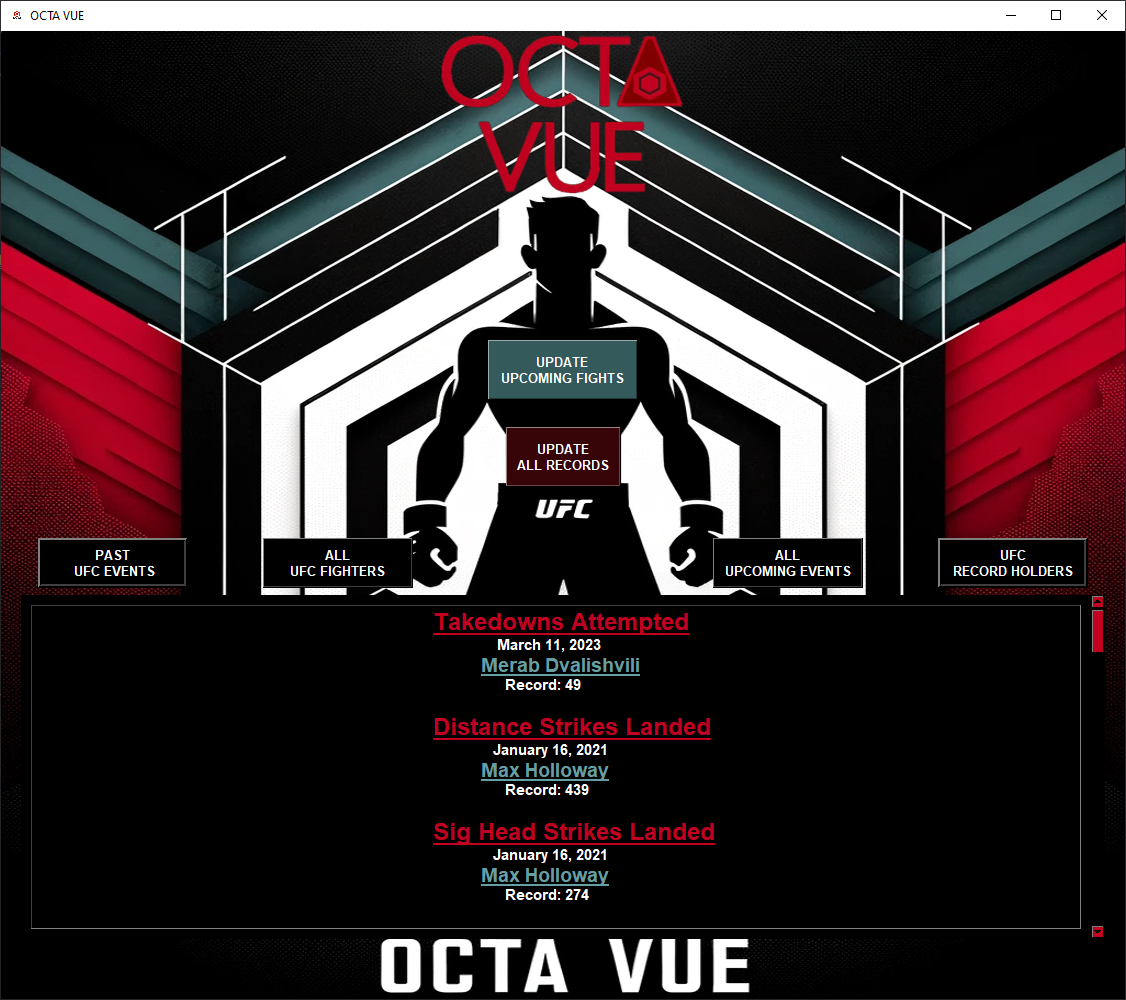 OCTA VUE
OCTA
VUE
UPDATE
UPCOMING FIGHTS
UPDATE
ALL RECORDS
UFC
PAST
UFC EVENTS
ALL
UFC FIGHTERS
ALL
UPCOMING EVENTS
UFC
RECORD HOLDERS
Takedowns Attempted
March 11, 2023
Merab Dvalishvili
Record: 49
Distance Strikes Landed
January 16, 2021
Max Holloway
Record: 439
Sig Head Strikes Landed
January 16, 2021
Max Holloway
Record: 274
OCTA VUE